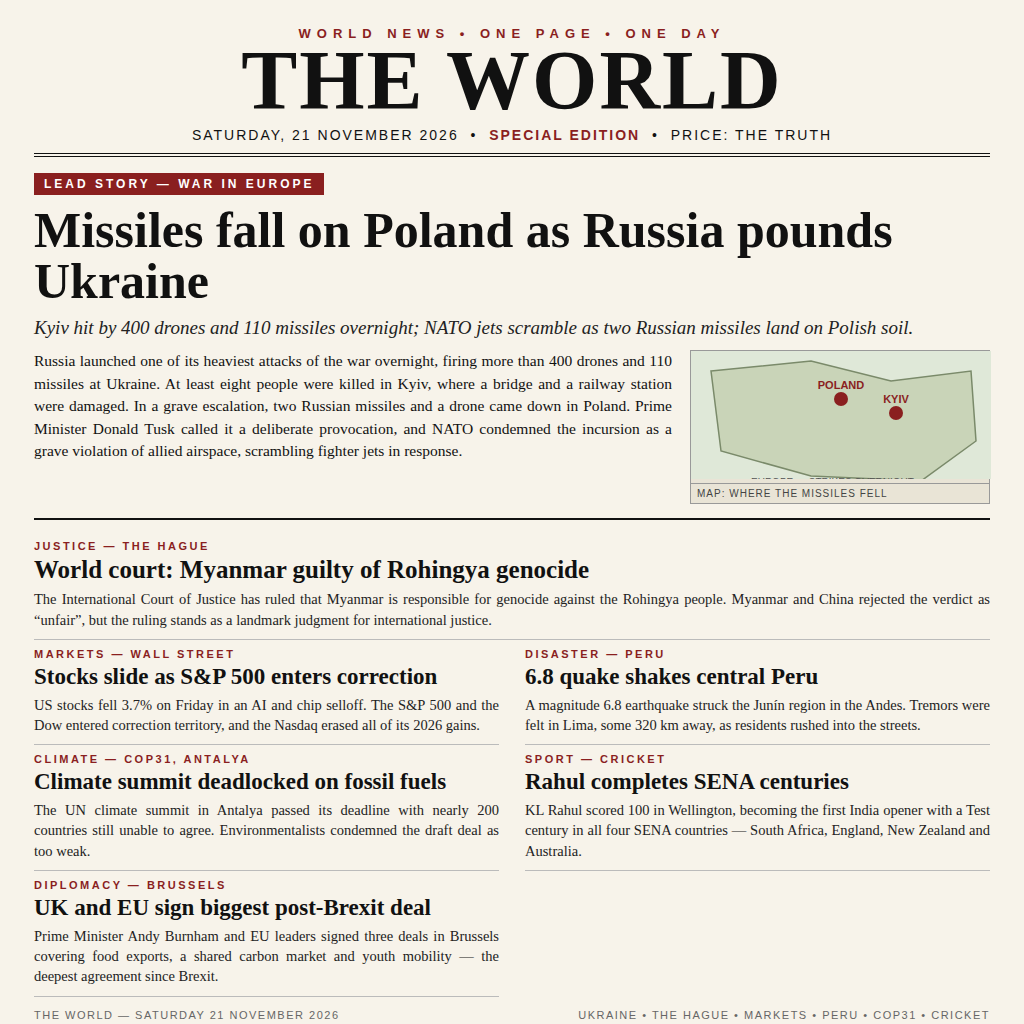 WORLD NEWS • ONE PAGE • ONE DAY
THE WORLD
SATURDAY, 21 NOVEMBER 2026 • SPECIAL EDITION • PRICE: THE TRUTH
LEAD STORY — WAR IN EUROPE
Missiles fall on Poland as Russia pounds
Ukraine
Kyiv hit by 400 drones and 110 missiles overnight; NATO jets scramble as two Russian missiles land on Polish soil.
Russia launched one of its heaviest attacks of the war overnight, firing more than 400 drones and 110
missiles at Ukraine. At least eight people were killed in Kyiv, where a bridge and a railway station
were damaged. In a grave escalation, two Russian missiles and a drone came down in Poland. Prime
Minister Donald Tusk called it a deliberate provocation, and NATO condemned the incursion as a
grave violation of allied airspace, scrambling fighter jets in response.
POLAND
KYIV
MAP: WHERE THE MISSILES FELL
JUSTICE — THE HAGUE
World court: Myanmar guilty of Rohingya genocide
The International Court of Justice has ruled that Myanmar is responsible for genocide against the Rohingya people. Myanmar and China rejected the verdict as
“unfair”, but the ruling stands as a landmark judgment for international justice.
MARKETS — WALL STREET
Stocks slide as S&P 500 enters correction
US stocks fell 3.7% on Friday in an AI and chip selloff. The S&P 500 and the
Dow entered correction territory, and the Nasdaq erased all of its 2026 gains.
DISASTER — PERU
6.8 quake shakes central Peru
A magnitude 6.8 earthquake struck the Junín region in the Andes. Tremors were
felt in Lima, some 320 km away, as residents rushed into the streets.
CLIMATE — COP31, ANTALYA
Climate summit deadlocked on fossil fuels
The UN climate summit in Antalya passed its deadline with nearly 200
countries still unable to agree. Environmentalists condemned the draft deal as
too weak.
SPORT — CRICKET
Rahul completes SENA centuries
KL Rahul scored 100 in Wellington, becoming the first India opener with a Test
century in all four SENA countries — South Africa, England, New Zealand and
Australia.
DIPLOMACY — BRUSSELS
UK and EU sign biggest post-Brexit deal
Prime Minister Andy Burnham and EU leaders signed three deals in Brussels
covering food exports, a shared carbon market and youth mobility — the
deepest agreement since Brexit.
THE WORLD — SATURDAY 21 NOVEMBER 2026
UKRAINE • THE HAGUE • MARKETS • PERU • COP31 • CRICKET